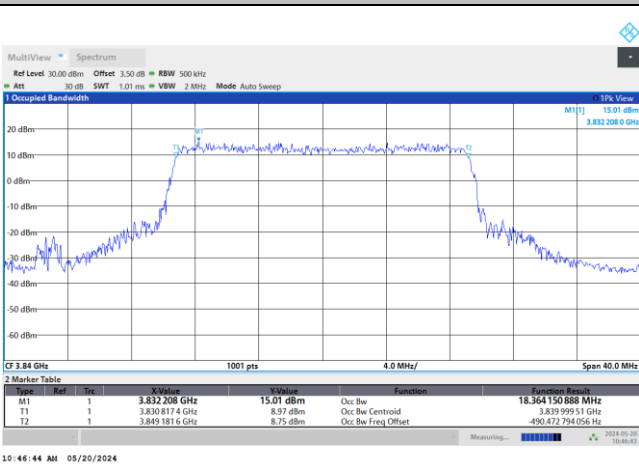 MultiView Spectrum
Ref Level 30.00 dBm Offset 3.50 dB RBW 500 kHz
Att 30 dB SWT 1.01 ms VBW 2 MHz Mode Auto Sweep
1 Occupied Bandwidth 1Pk View
M1[1] 15.01 dBm
3.832 208 0 GHz
M1
20 dBm
T1 T2
10 dBm
0 dBm
-10 dBm
-20 dBm
-30 dBm
-40 dBm
-50 dBm
-60 dBm
CF 3.84 GHz 1001 pts 4.0 MHz/ Span 40.0 MHz
2 Marker Table
Type Ref Trc X-Value Y-Value Function Function Result
M1 1 3.832 208 GHz 15.01 dBm Occ Bw 18.364 150 888 MHz
T1 1 3.830 817 4 GHz 8.97 dBm Occ Bw Centroid 3.839 999 51 GHz
T2 1 3.849 181 6 GHz 8.75 dBm Occ Bw Freq Offset -490.472 794 056 Hz
Measuring... 2024-05-20
10:46:43
10:46:44 AM 05/20/2024